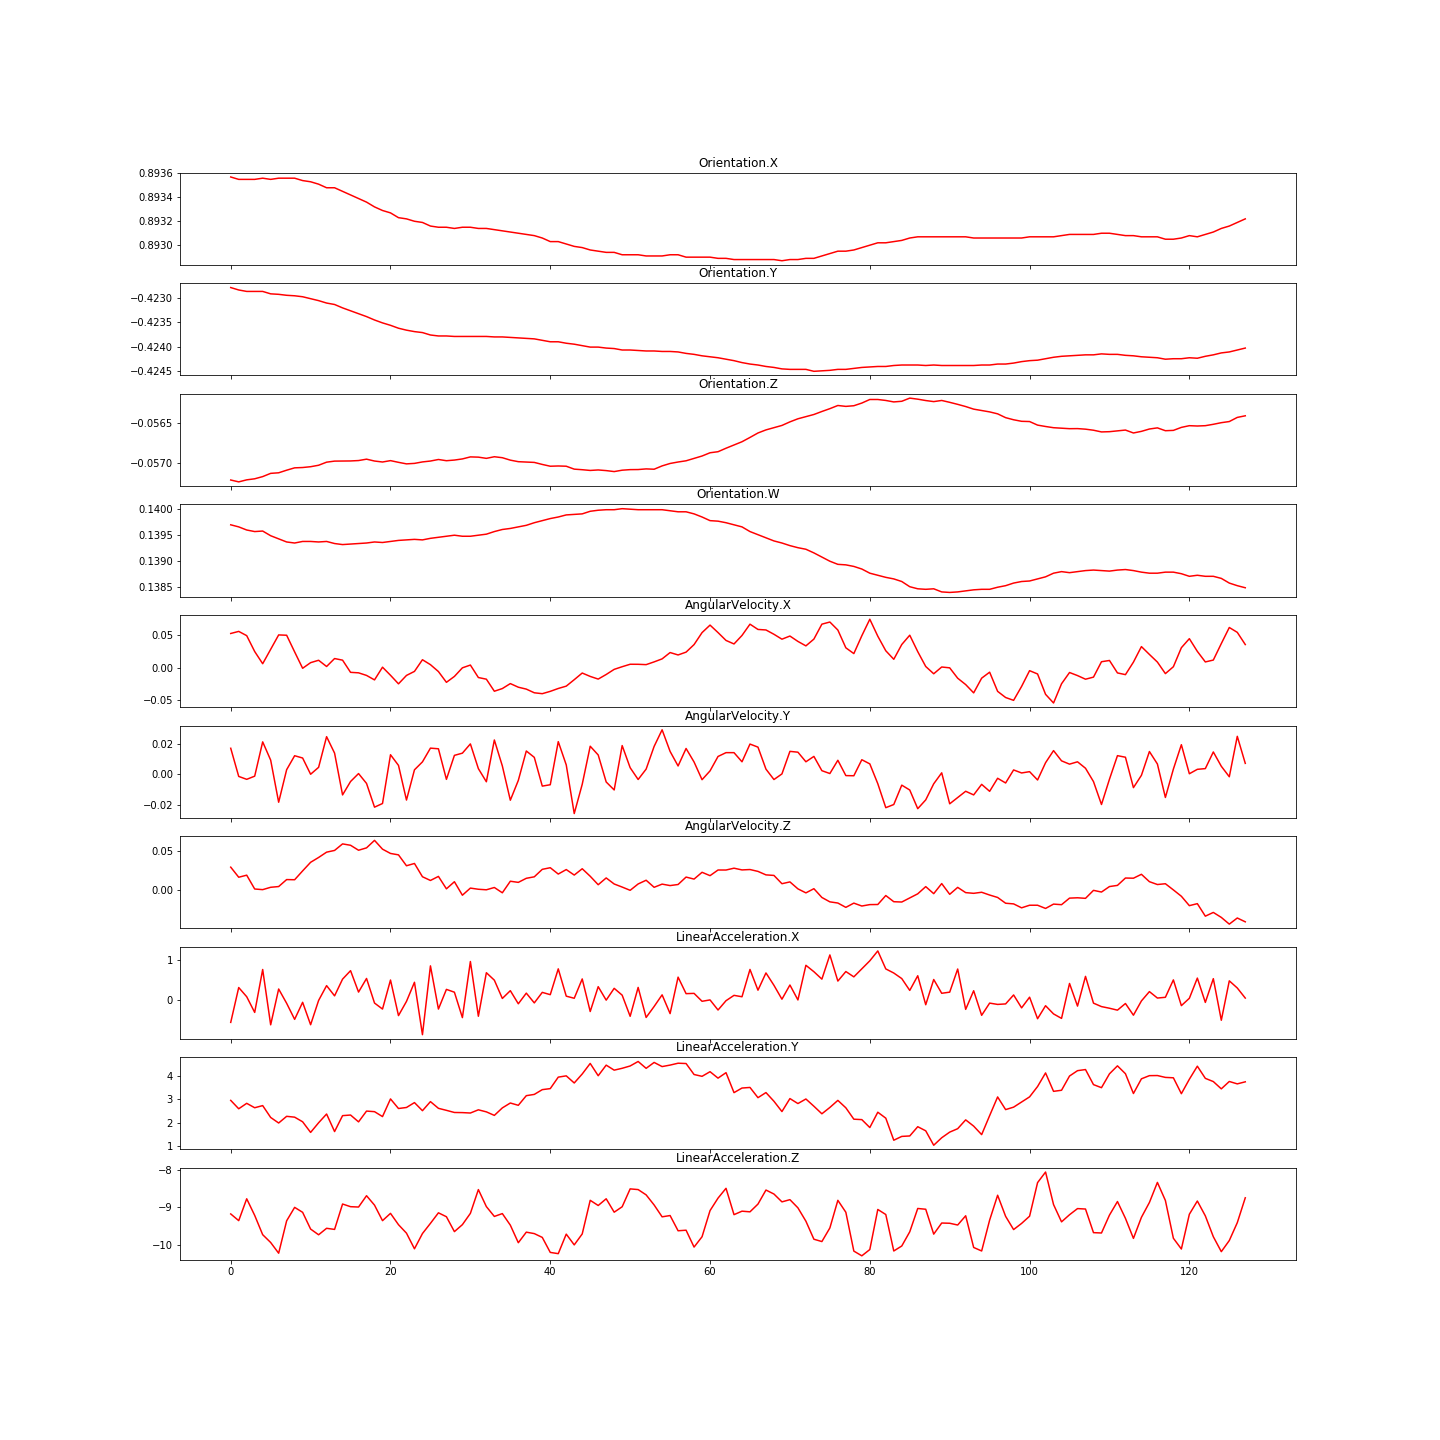 Orientation.X
0.8936
0.8934
0.8932
0.8930
Orientation.Y
−0.4230
−0.4235
−0.4240
−0.4245
Orientation.Z
−0.0565
−0.0570
Orientation.W
0.1400
0.1395
0.1390
0.1385
AngularVelocity.X
0.05
0.00
−0.05
AngularVelocity.Y
0.02
0.00
−0.02
AngularVelocity.Z
0.05
0.00
LinearAcceleration.X
1
0
LinearAcceleration.Y
4
3
2
1
LinearAcceleration.Z
−8
−9
−10
0 20 40 60 80 100 120